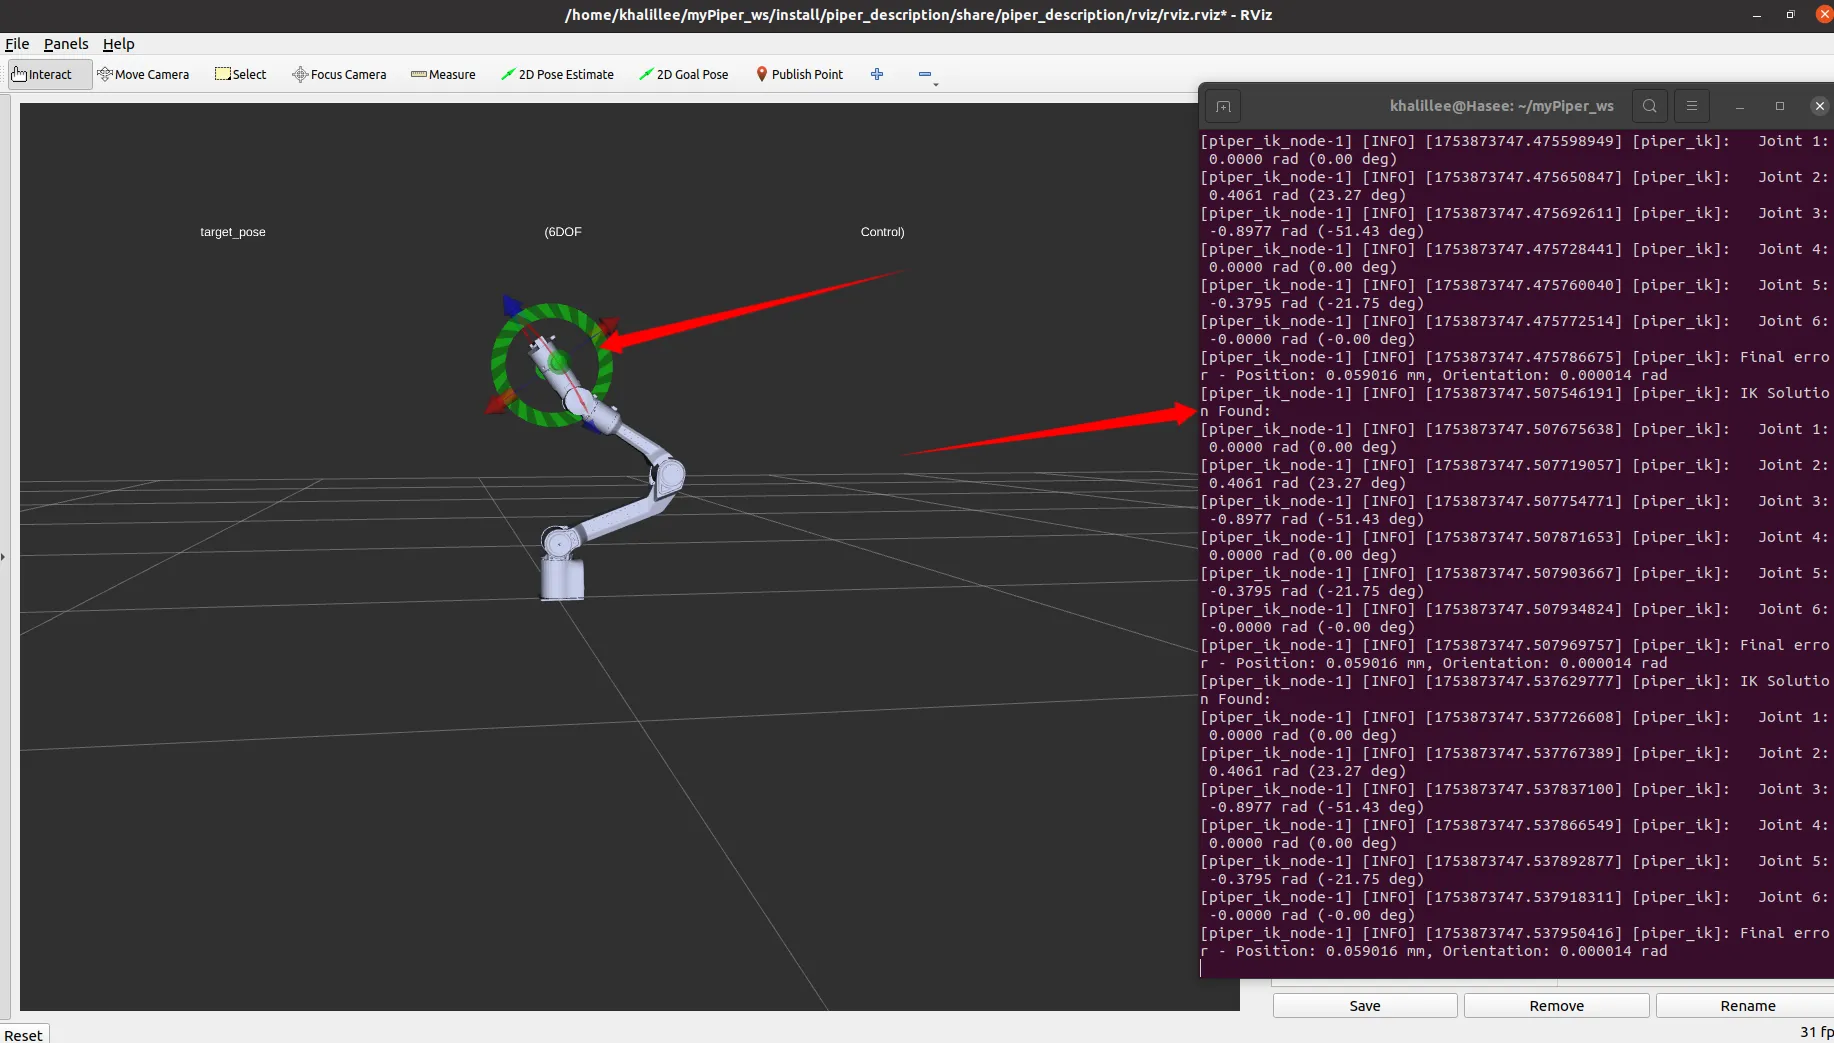 /home/khalillee/myPiper_ws/install/piper_description/share/piper_description/rviz/rviz.rviz* - RViz
File Panels Help
Interact Move Camera Select Focus Camera Measure 2D Pose Estimate 2D Goal Pose Publish Point
khalillee@Hasee: ~/myPiper_ws
target_pose (6DOF Control)
[piper_ik_node-1] [INFO] [1753873747.475598949] [piper_ik]:   Joint 1:
 0.0000 rad (0.00 deg)
[piper_ik_node-1] [INFO] [1753873747.475650847] [piper_ik]:   Joint 2:
 0.4061 rad (23.27 deg)
[piper_ik_node-1] [INFO] [1753873747.475692611] [piper_ik]:   Joint 3:
 -0.8977 rad (-51.43 deg)
[piper_ik_node-1] [INFO] [1753873747.475728441] [piper_ik]:   Joint 4:
 0.0000 rad (0.00 deg)
[piper_ik_node-1] [INFO] [1753873747.475760040] [piper_ik]:   Joint 5:
 -0.3795 rad (-21.75 deg)
[piper_ik_node-1] [INFO] [1753873747.475772514] [piper_ik]:   Joint 6:
 -0.0000 rad (-0.00 deg)
[piper_ik_node-1] [INFO] [1753873747.475786675] [piper_ik]: Final erro
r - Position: 0.059016 mm, Orientation: 0.000014 rad
[piper_ik_node-1] [INFO] [1753873747.507546191] [piper_ik]: IK Solutio
n Found:
[piper_ik_node-1] [INFO] [1753873747.507675638] [piper_ik]:   Joint 1:
 0.0000 rad (0.00 deg)
[piper_ik_node-1] [INFO] [1753873747.507719057] [piper_ik]:   Joint 2:
 0.4061 rad (23.27 deg)
[piper_ik_node-1] [INFO] [1753873747.507754771] [piper_ik]:   Joint 3:
 -0.8977 rad (-51.43 deg)
[piper_ik_node-1] [INFO] [1753873747.507871653] [piper_ik]:   Joint 4:
 0.0000 rad (0.00 deg)
[piper_ik_node-1] [INFO] [1753873747.507903667] [piper_ik]:   Joint 5:
 -0.3795 rad (-21.75 deg)
[piper_ik_node-1] [INFO] [1753873747.507934824] [piper_ik]:   Joint 6:
 -0.0000 rad (-0.00 deg)
[piper_ik_node-1] [INFO] [1753873747.507969757] [piper_ik]: Final erro
r - Position: 0.059016 mm, Orientation: 0.000014 rad
[piper_ik_node-1] [INFO] [1753873747.537629777] [piper_ik]: IK Solutio
n Found:
[piper_ik_node-1] [INFO] [1753873747.537726608] [piper_ik]:   Joint 1:
 0.0000 rad (0.00 deg)
[piper_ik_node-1] [INFO] [1753873747.537767389] [piper_ik]:   Joint 2:
 0.4061 rad (23.27 deg)
[piper_ik_node-1] [INFO] [1753873747.537837100] [piper_ik]:   Joint 3:
 -0.8977 rad (-51.43 deg)
[piper_ik_node-1] [INFO] [1753873747.537866549] [piper_ik]:   Joint 4:
 0.0000 rad (0.00 deg)
[piper_ik_node-1] [INFO] [1753873747.537892877] [piper_ik]:   Joint 5:
 -0.3795 rad (-21.75 deg)
[piper_ik_node-1] [INFO] [1753873747.537918311] [piper_ik]:   Joint 6:
 -0.0000 rad (-0.00 deg)
[piper_ik_node-1] [INFO] [1753873747.537950416] [piper_ik]: Final erro
r - Position: 0.059016 mm, Orientation: 0.000014 rad
Save Remove Rename
Reset
31 fp